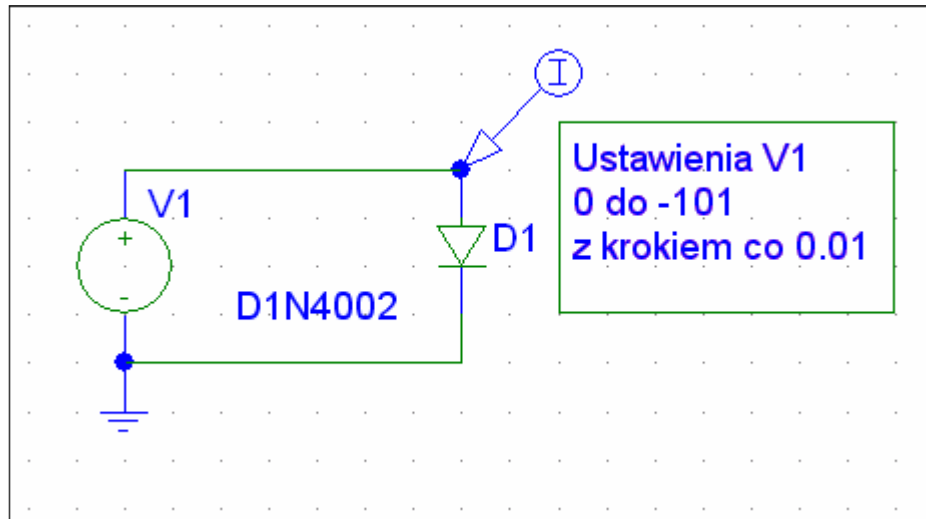 I
V1
+
-
D1
D1N4002
Ustawienia V1
0 do -101
z krokiem co 0.01